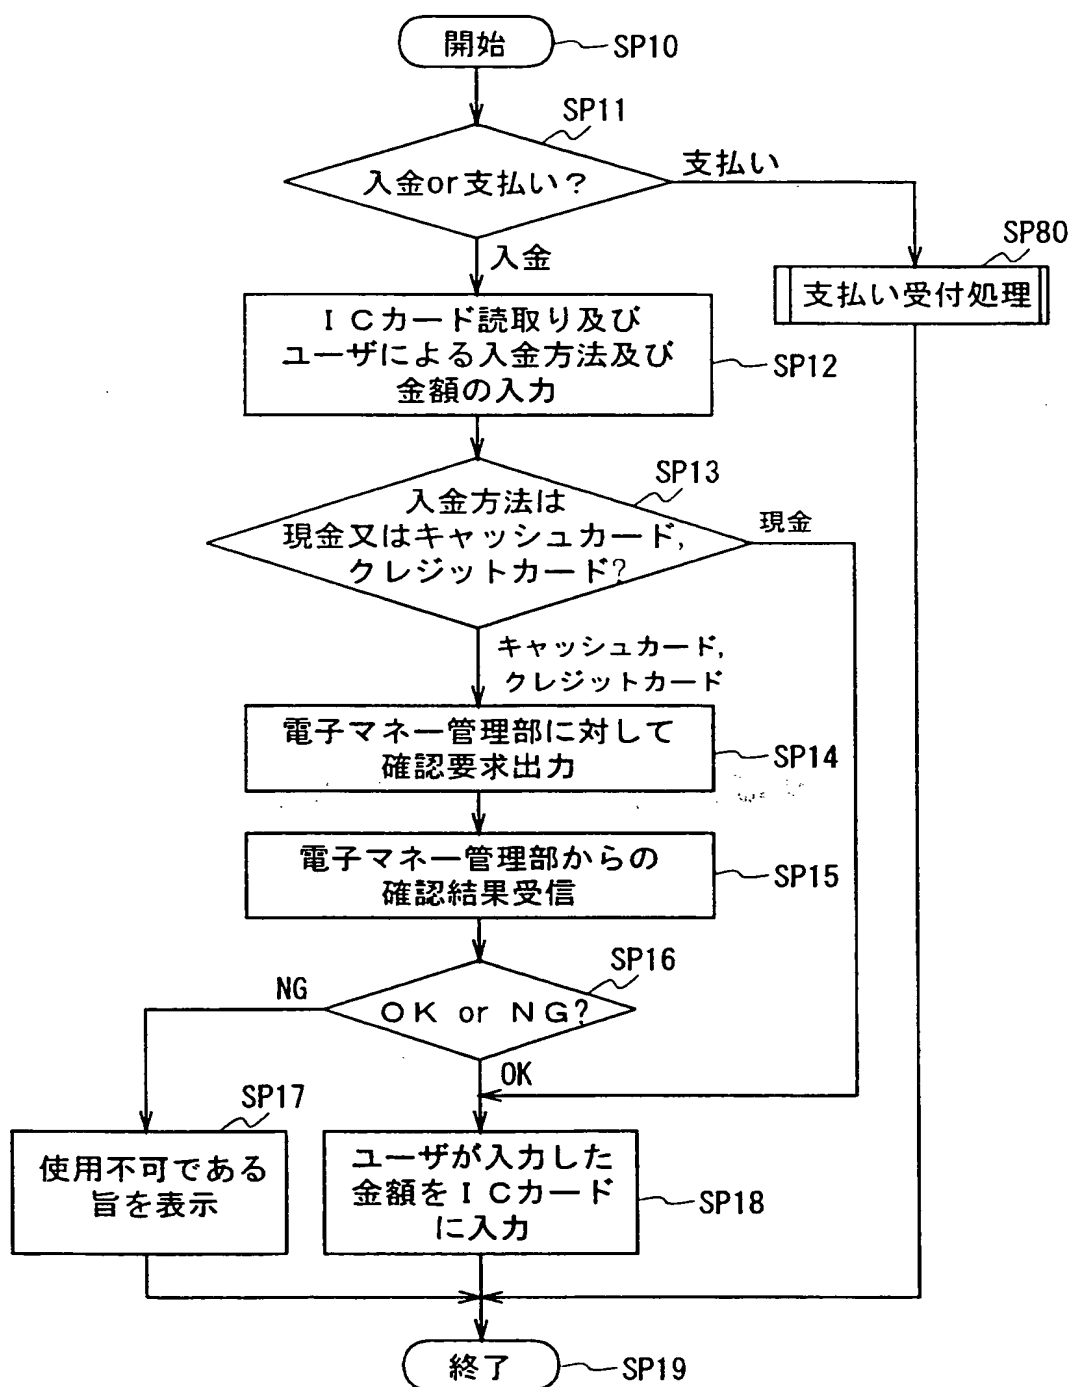 開始
SP10
SP11
入金or支払い?
支払い
入金
SP80
支払い受付処理
ICカード読取り及び
ユーザによる入金方法及び
金額の入力
SP12
SP13
入金方法は
現金又はキャッシュカード,
クレジットカード?
現金
キャッシュカード,
クレジットカード
電子マネー管理部に対して
確認要求出力
SP14
電子マネー管理部からの
確認結果受信
SP15
SP16
NG
OK or NG?
OK
SP17
使用不可である
旨を表示
ユーザが入力した
金額をICカード
に入力
SP18
終了
SP19